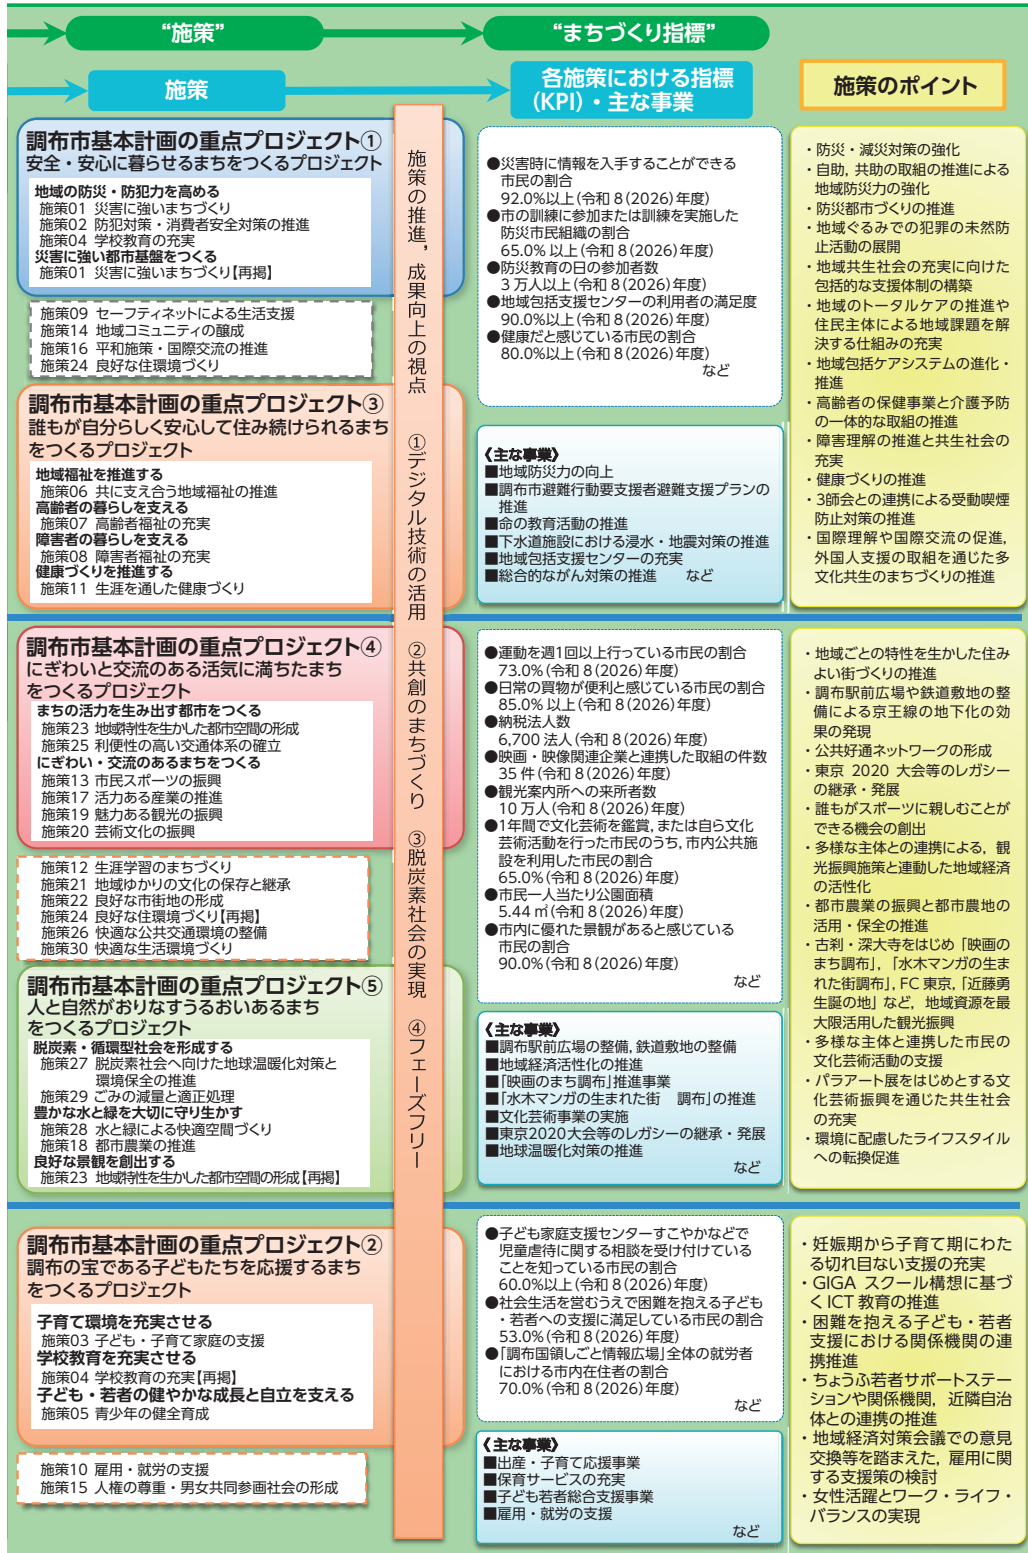 “施策”
“まちづくり指標”
施策
各施策における指標
(KPI)・主な事業
施策のポイント
調布市基本計画の重点プロジェクト①
安全・安心に暮らせるまちをつくるプロジェクト
地域の防災・防犯力を高める
施策01 災害に強いまちづくり
施策02 防犯対策・消費者安全対策の推進
施策04 学校教育の充実
災害に強い都市基盤をつくる
施策01 災害に強いまちづくり【再掲】
施策09 セーフティネットによる生活支援
施策14 地域コミュニティの醸成
施策16 平和施策・国際交流の推進
施策24 良好な住環境づくり
調布市基本計画の重点プロジェクト③
誰もが自分らしく安心して住み続けられるまち
をつくるプロジェクト
地域福祉を推進する
施策06 共に支え合う地域福祉の推進
高齢者の暮らしを支える
施策07 高齢者福祉の充実
障害者の暮らしを支える
施策08 障害者福祉の充実
健康づくりを推進する
施策11 生涯を通した健康づくり
施策の推進，成果向上の視点 ①デジタル技術の活用 ②共創のまちづくり ③脱炭素社会の実現 ④フェーズフリー
●災害時に情報を入手することができる
市民の割合
92.0%以上(令和８(2026)年度)
●市の訓練に参加または訓練を実施した
防災市民組織の割合
65.0% 以上(令和８(2026)年度)
●防災教育の日の参加者数
３万人以上(令和８(2026)年度)
●地域包括支援センターの利用者の満足度
90.0%以上(令和８(2026)年度)
●健康だと感じている市民の割合
80.0%以上(令和８(2026)年度)
など
《主な事業》
■地域防災力の向上
■調布市避難行動要支援者避難支援プランの
推進
■命の教育活動の推進
■下水道施設における浸水・地震対策の推進
■地域包括支援センターの充実
■総合的ながん対策の推進 など
・防災・減災対策の強化
・自助，共助の取組の推進による
地域防災力の強化
・防災都市づくりの推進
・地域ぐるみでの犯罪の未然防
止活動の展開
・地域共生社会の充実に向けた
包括的な支援体制の構築
・地域のトータルケアの推進や
住民主体による地域課題を解
決する仕組みの充実
・地域包括ケアシステムの進化・
推進
・高齢者の保健事業と介護予防
の一体的な取組の推進
・障害理解の推進と共生社会の
充実
・健康づくりの推進
・3師会との連携による受動喫煙
防止対策の推進
・国際理解や国際交流の促進，
外国人支援の取組を通じた多
文化共生のまちづくりの推進
調布市基本計画の重点プロジェクト④
にぎわいと交流のある活気に満ちたまち
をつくるプロジェクト
まちの活力を生み出す都市をつくる
施策23 地域特性を生かした都市空間の形成
施策25 利便性の高い交通体系の確立
にぎわい・交流のあるまちをつくる
施策13 市民スポーツの振興
施策17 活力ある産業の推進
施策19 魅力ある観光の振興
施策20 芸術文化の振興
施策12 生涯学習のまちづくり
施策21 地域ゆかりの文化の保存と継承
施策22 良好な市街地の形成
施策24 良好な住環境づくり【再掲】
施策26 快適な公共交通環境の整備
施策30 快適な生活環境づくり
調布市基本計画の重点プロジェクト⑤
人と自然がおりなすうるおいあるまち
をつくるプロジェクト
脱炭素・循環型社会を形成する
施策27 脱炭素社会へ向けた地球温暖化対策と
環境保全の推進
施策29 ごみの減量と適正処理
豊かな水と緑を大切に守り生かす
施策28 水と緑による快適空間づくり
施策18 都市農業の推進
良好な景観を創出する
施策23 地域特性を生かした都市空間の形成【再掲】
●運動を週1回以上行っている市民の割合
73.0%(令和８(2026)年度)
●日常の買物が便利と感じている市民の割合
85.0% 以上(令和８(2026)年度)
●納税法人数
6,700 法人(令和８(2026)年度)
●映画・映像関連企業と連携した取組の件数
35 件(令和８(2026)年度)
●観光案内所への来所者数
10 万人(令和８(2026)年度)
●1年間で文化芸術を鑑賞，または自ら文化
芸術活動を行った市民のうち，市内公共施
設を利用した市民の割合
65.0%(令和８(2026)年度)
●市民一人当たり公園面積
5.44 ㎡(令和８(2026)年度)
●市内に優れた景観があると感じている
市民の割合
90.0%(令和８(2026)年度)
など
《主な事業》
■調布駅前広場の整備，鉄道敷地の整備
■地域経済活性化の推進
■「映画のまち調布」推進事業
■「水木マンガの生まれた街　調布」の推進
■文化芸術事業の実施
■東京2020大会等のレガシーの継承・発展
■地球温暖化対策の推進
など
・地域ごとの特性を生かした住み
よい街づくりの推進
・調布駅前広場や鉄道敷地の整
備による京王線の地下化の効
果の発現
・公共好通ネットワークの形成
・東京 2020 大会等のレガシー
の継承・発展
・誰もがスポーツに親しむことが
できる機会の創出
・多様な主体との連携による，観
光振興施策と連動した地域経済
の活性化
・都市農業の振興と都市農地の
活用・保全の推進
・古刹・深大寺をはじめ「映画の
まち調布」，「水木マンガの生ま
れた街調布」，FC 東京，「近藤勇
生誕の地」など，地域資源を最
大限活用した観光振興
・多様な主体と連携した市民の
文化芸術活動の支援
・パラアート展をはじめとする文
化芸術振興を通じた共生社会
の充実
・環境に配慮したライフスタイル
への転換促進
調布市基本計画の重点プロジェクト②
調布の宝である子どもたちを応援するまち
をつくるプロジェクト
子育て環境を充実させる
施策03 子ども・子育て家庭の支援
学校教育を充実させる
施策04 学校教育の充実【再掲】
子ども・若者の健やかな成長と自立を支える
施策05 青少年の健全育成
施策10 雇用・就労の支援
施策15 人権の尊重・男女共同参画社会の形成
●子ども家庭支援センターすこやかなどで
児童虐待に関する相談を受け付けている
ことを知っている市民の割合
60.0%以上(令和８(2026)年度)
●社会生活を営むうえで困難を抱える子ども
・若者への支援に満足している市民の割合
53.0%(令和８(2026)年度)
●「調布国領しごと情報広場」全体の就労者
における市内在住者の割合
70.0%(令和８(2026)年度)
など
《主な事業》
■出産・子育て応援事業
■保育サービスの充実
■子ども若者総合支援事業
■雇用・就労の支援
など
・妊娠期から子育て期にわた
る切れ目ない支援の充実
・GIGA スクール構想に基づ
くICT 教育の推進
・困難を抱える子ども・若者
支援における関係機関の連
携推進
・ちょうふ若者サポートステー
ションや関係機関，近隣自治
体との連携の推進
・地域経済対策会議での意見
交換等を踏まえた，雇用に関
する支援策の検討
・女性活躍とワーク・ライフ・
バランスの実現